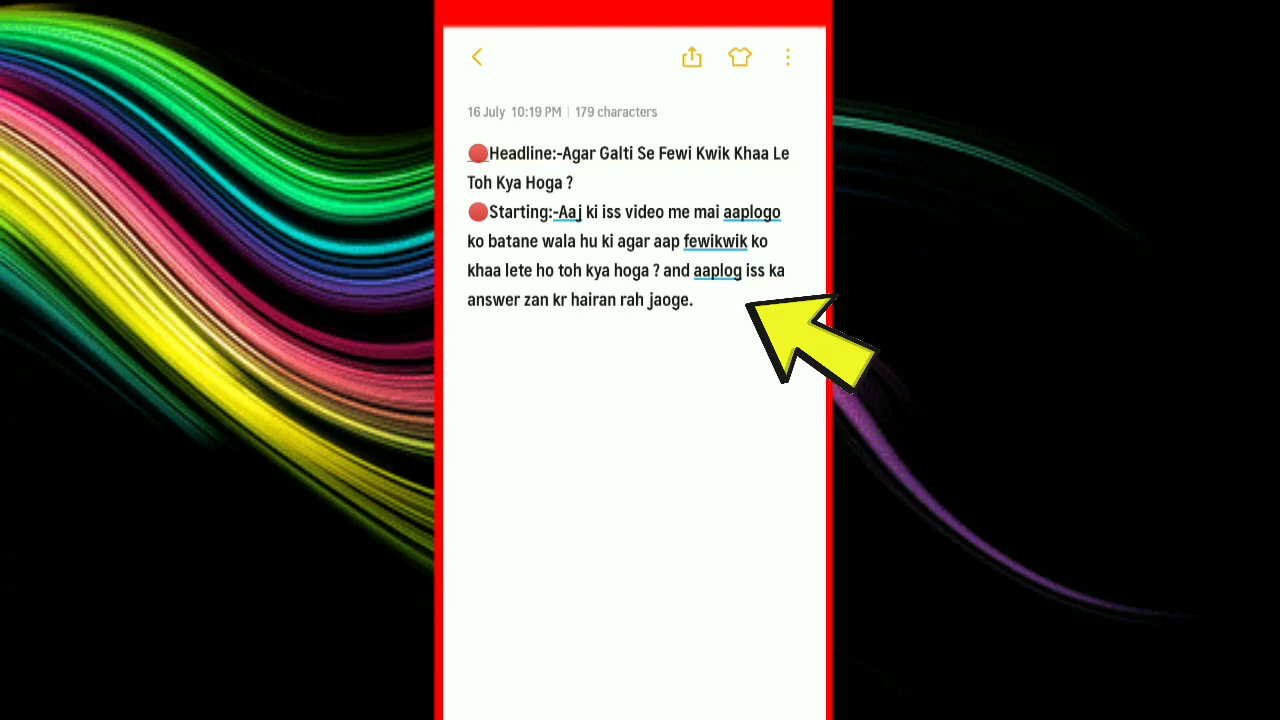 16 July 10:19 PM | 179 characters
🔴Headline:-Agar Galti Se Fewi Kwik Khaa Le
Toh Kya Hoga ?
🔴Starting:-Aaj ki iss video me mai aaplogo
ko batane wala hu ki agar aap fewikwik ko
khaa lete ho toh kya hoga ? and aaplog iss ka
answer zan kr hairan rah jaoge.